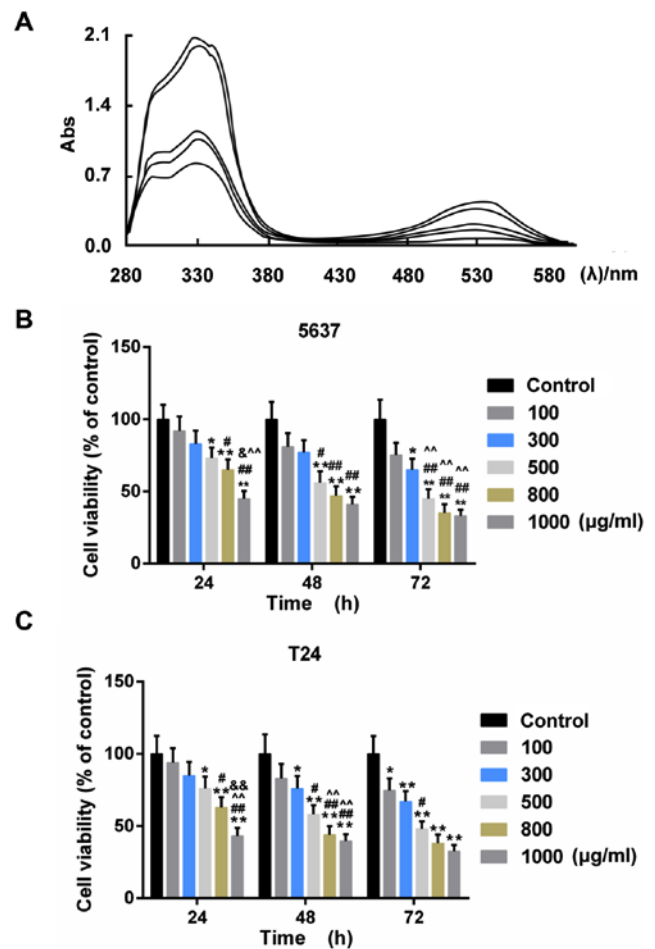 A
2.1
1.4
0.7
0.0
Abs
280 330 380 430 480 530 580 (λ)/nm
B
5637
150
100
50
0
Cell viability (% of control)
* # ** &^^ ## **
# ** ## ** ## **
* ^^ ## ** ^^ ## ** ^^ ## **
24 48 72
Time (h)
Control
100
300
500
800
1000 (μg/ml)
C
T24
150
100
50
0
Cell viability (% of control)
* # ** && ^^ ## **
* # ** ^^ ## ** ^^ ## **
* ** # ** ** **
24 48 72
Time (h)
Control
100
300
500
800
1000 (μg/ml)